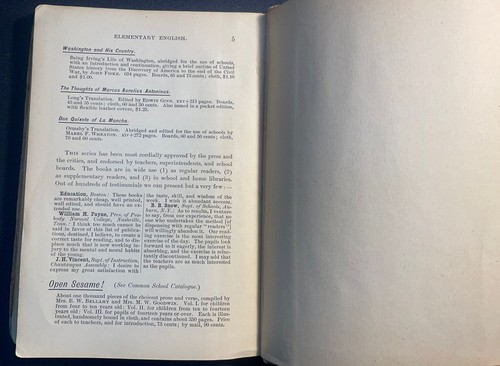 ELEMENTARY ENGLISH. 5
Washington and His Country.
Being Irving's Life of Washington, abridged for the use of schools,
with an introduction and continuation, giving a brief outline of United
States history from the Discovery of America to the end of the Civil
War, by JOHN FISKE. 654 pages. Boards, 65 and 75 cents; cloth, $1.10
and $1.00.
The Thoughts of Marcus Aurelius Antoninus.
Long's Translation. Edited by EDWIN GINN. xvi + 213 pages. Boards,
45 and 35 cents; cloth, 60 and 50 cents. Also issued in a pocket edition,
with flexible leather covers, $1.25.
Don Quixote of La Mancha.
Ormsby's Translation. Abridged and edited for the use of schools by
MABEL F. WHEATON. xiv + 272 pages. Boards, 60 and 50 cents; cloth,
70 and 60 cents.
THIS series has been most cordially approved by the press and
the critics, and endorsed by teachers, superintendents, and school
boards. The books are in wide use (1) as regular readers, (2)
as supplementary readers, and (3) in school and home libraries.
Out of hundreds of testimonials we can present but a very few:—
Education, Boston: These books
are remarkably cheap, well printed,
well edited, and should have an ex-
tended use.
William H. Payne, Pres. of Pea-
body Normal College, Nashville,
Tenn.: I think too much cannot be
said in favor of this list of publica-
tions, destined, I believe, to create a
correct taste for reading, and to dis-
place much that is now working in-
jury to the mental and moral habits
of the young.
J. H. Vincent, Supt. of Instruction,
Chautauqua Assembly: I desire to
express my great satisfaction with
the taste, skill, and wisdom of the
work. I wish it abundant success.
B. B. Snow, Supt. of Schools, Au-
burn, N.Y.: As to results, I venture
to say, from our experience, that no
one who undertakes the method [of
dispensing with regular "readers"]
will willingly abandon it. Our read-
ing exercise is the most interesting
exercise of the day. The pupils look
forward to it eagerly, the interest is
absorbing, and the exercise is reluc-
tantly discontinued. I may add that
the teachers are as much interested
as the pupils.
Open Sesame! (See Common School Catalogue.)
About one thousand pieces of the choicest prose and verse, compiled by
Mrs. B. W. BELLAMY and Mrs. M. W. GOODWIN. Vol. I. for children
from four to ten years old: Vol. II. for children from ten to fourteen
years old: Vol. III. for pupils of fourteen years or over. Each is illus-
trated, handsomely bound in cloth, and contains about 350 pages. Price
of each to teachers, and for introduction, 75 cents; by mail, 90 cents.